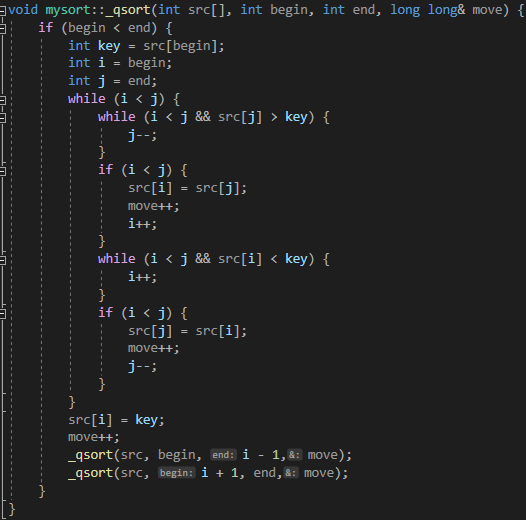 void mysort::_qsort(int src[], int begin, int end, long long& move) {
    if (begin < end) {
        int key = src[begin];
        int i = begin;
        int j = end;
        while (i < j) {
            while (i < j && src[j] > key) {
                j--;
            }
            if (i < j) {
                src[i] = src[j];
                move++;
                i++;
            }
            while (i < j && src[i] < key) {
                i++;
            }
            if (i < j) {
                src[j] = src[i];
                move++;
                j--;
            }
        }
        src[i] = key;
        move++;
        _qsort(src, begin, end: i - 1, &: move);
        _qsort(src, begin: i + 1, end, &: move);
    }
}